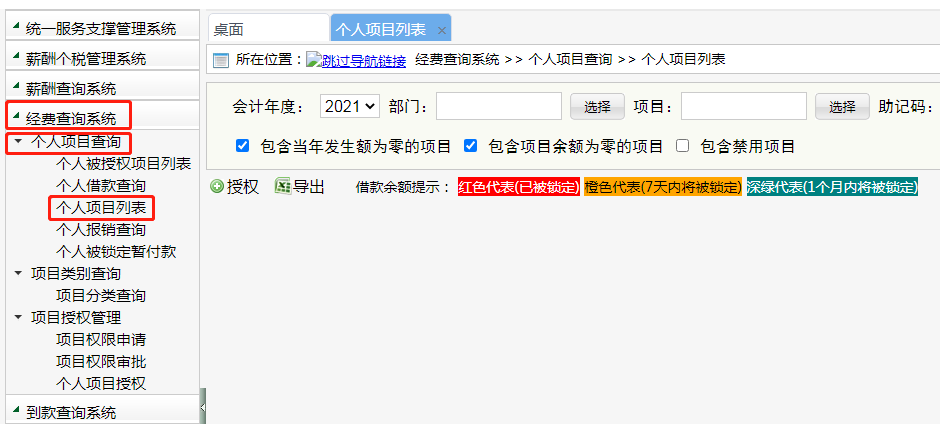 统一服务支撑管理系统
薪酬个税管理系统
薪酬查询系统
经费查询系统
个人项目查询
个人被授权项目列表
个人借款查询
个人项目列表
个人报销查询
个人被锁定暂付款
项目类别查询
项目分类查询
项目授权管理
项目权限申请
项目权限审批
个人项目授权
到款查询系统
桌面 个人项目列表 ×
所在位置：跳过导航链接 经费查询系统 >> 个人项目查询 >> 个人项目列表
会计年度： 2021 部门： 选择 项目： 选择 助记码：
包含当年发生额为零的项目 包含项目余额为零的项目 包含禁用项目
授权 导出 借款余额提示： 红色代表(已被锁定) 橙色代表(7天内将被锁定) 深绿代表(1个月内将被锁定)